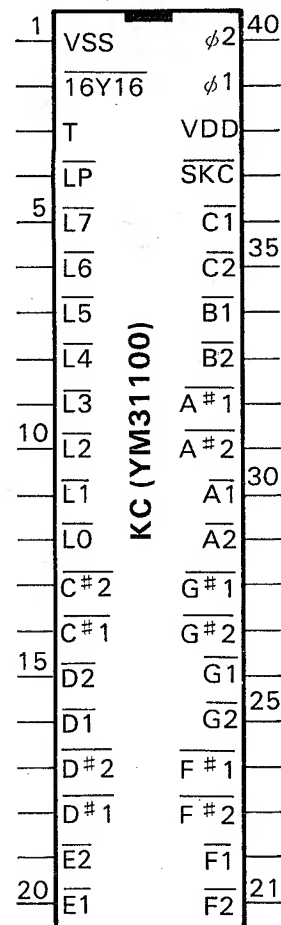 1 VSS φ2 40
16Y16 φ1
T VDD
LP SKC
5 L7 C1
L6 C2 35
L5 B1
L4 B2
L3 A#1
10 L2 A#2
L1 A1 30
L0 A2
C#2 G#1
C#1 G#2
15 D2 G1
D1 G2 25
D#2 F#1
D#1 F#2
E2 F1
20 E1 F2 21
KC (YM31100)